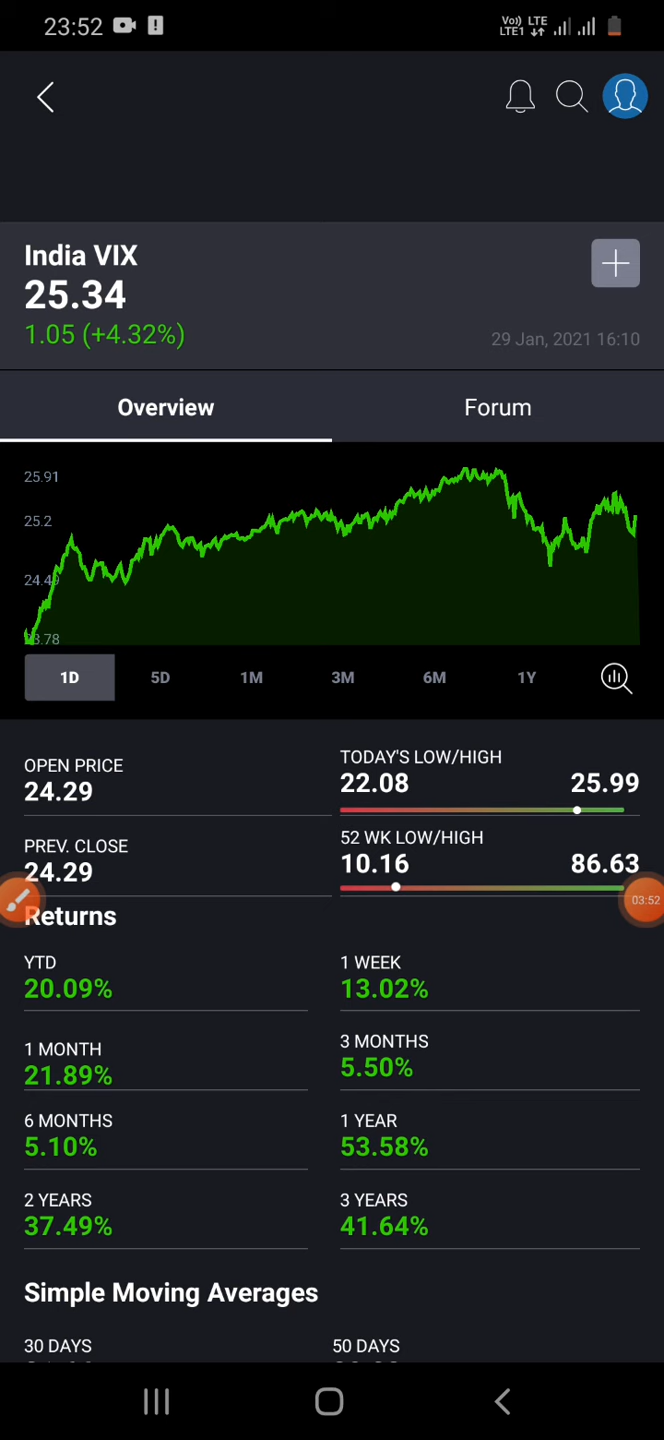 23:52
Vo)) LTE
LTE1
India VIX
25.34
1.05 (+4.32%)
29 Jan, 2021 16:10
Overview
Forum
25.91
25.2
24.49
23.78
1D
5D
1M
3M
6M
1Y
OPEN PRICE
24.29
TODAY'S LOW/HIGH
22.08
25.99
PREV. CLOSE
24.29
52 WK LOW/HIGH
10.16
86.63
03:52
Returns
YTD
20.09%
1 WEEK
13.02%
1 MONTH
21.89%
3 MONTHS
5.50%
6 MONTHS
5.10%
1 YEAR
53.58%
2 YEARS
37.49%
3 YEARS
41.64%
Simple Moving Averages
30 DAYS
50 DAYS